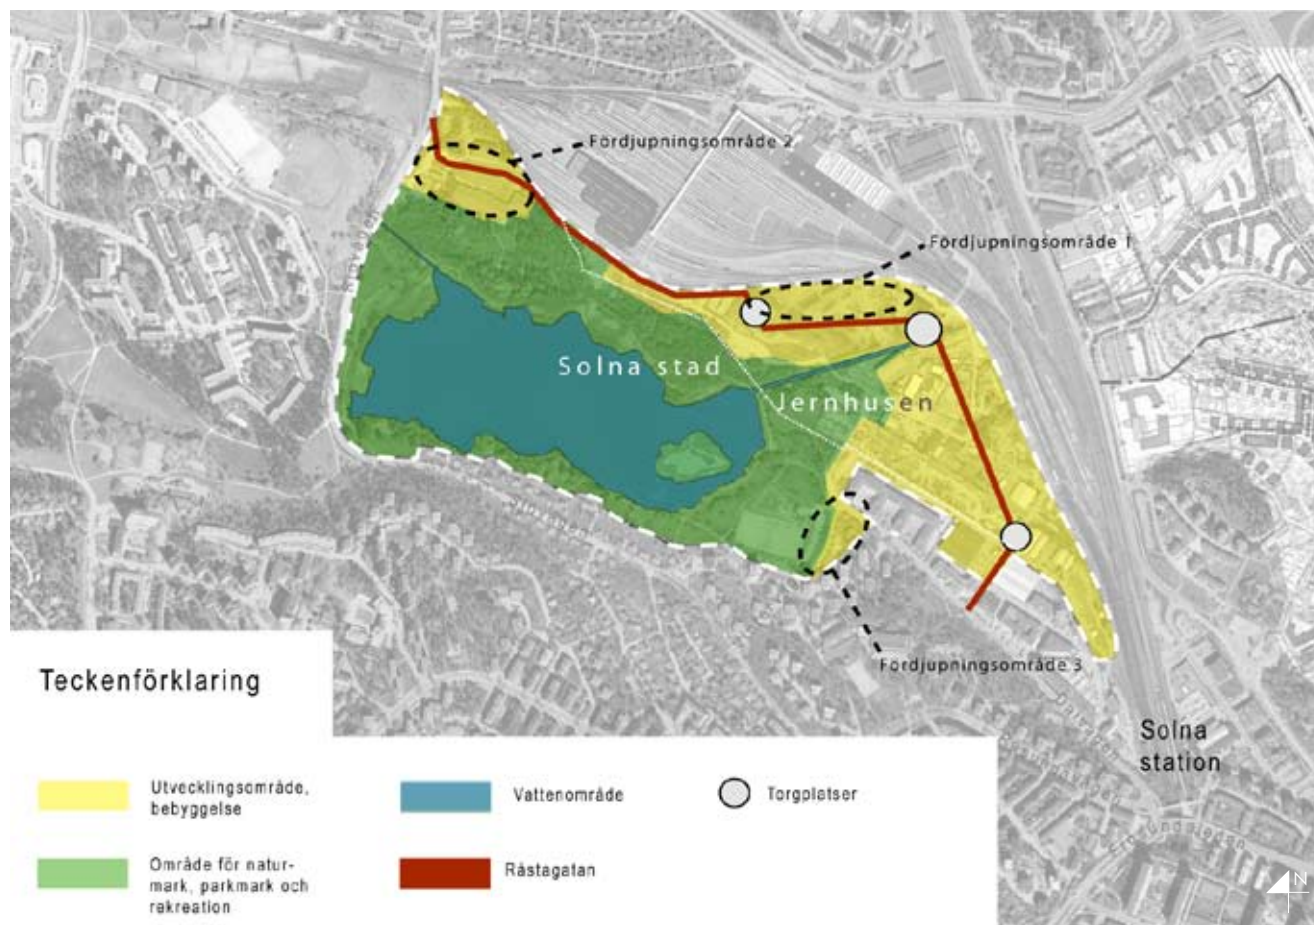 Fördjupningsområde 2
Fördjupningsområde 1
Solna stad
Jernhusen
Fördjupningsområde 3
Solna
station
Teckenförklaring
Utvecklingsområde,
bebyggelse
Vattenområde
Torgplatser
Område för natur-
mark, parkmark och
rekreation
Råstagatan
N